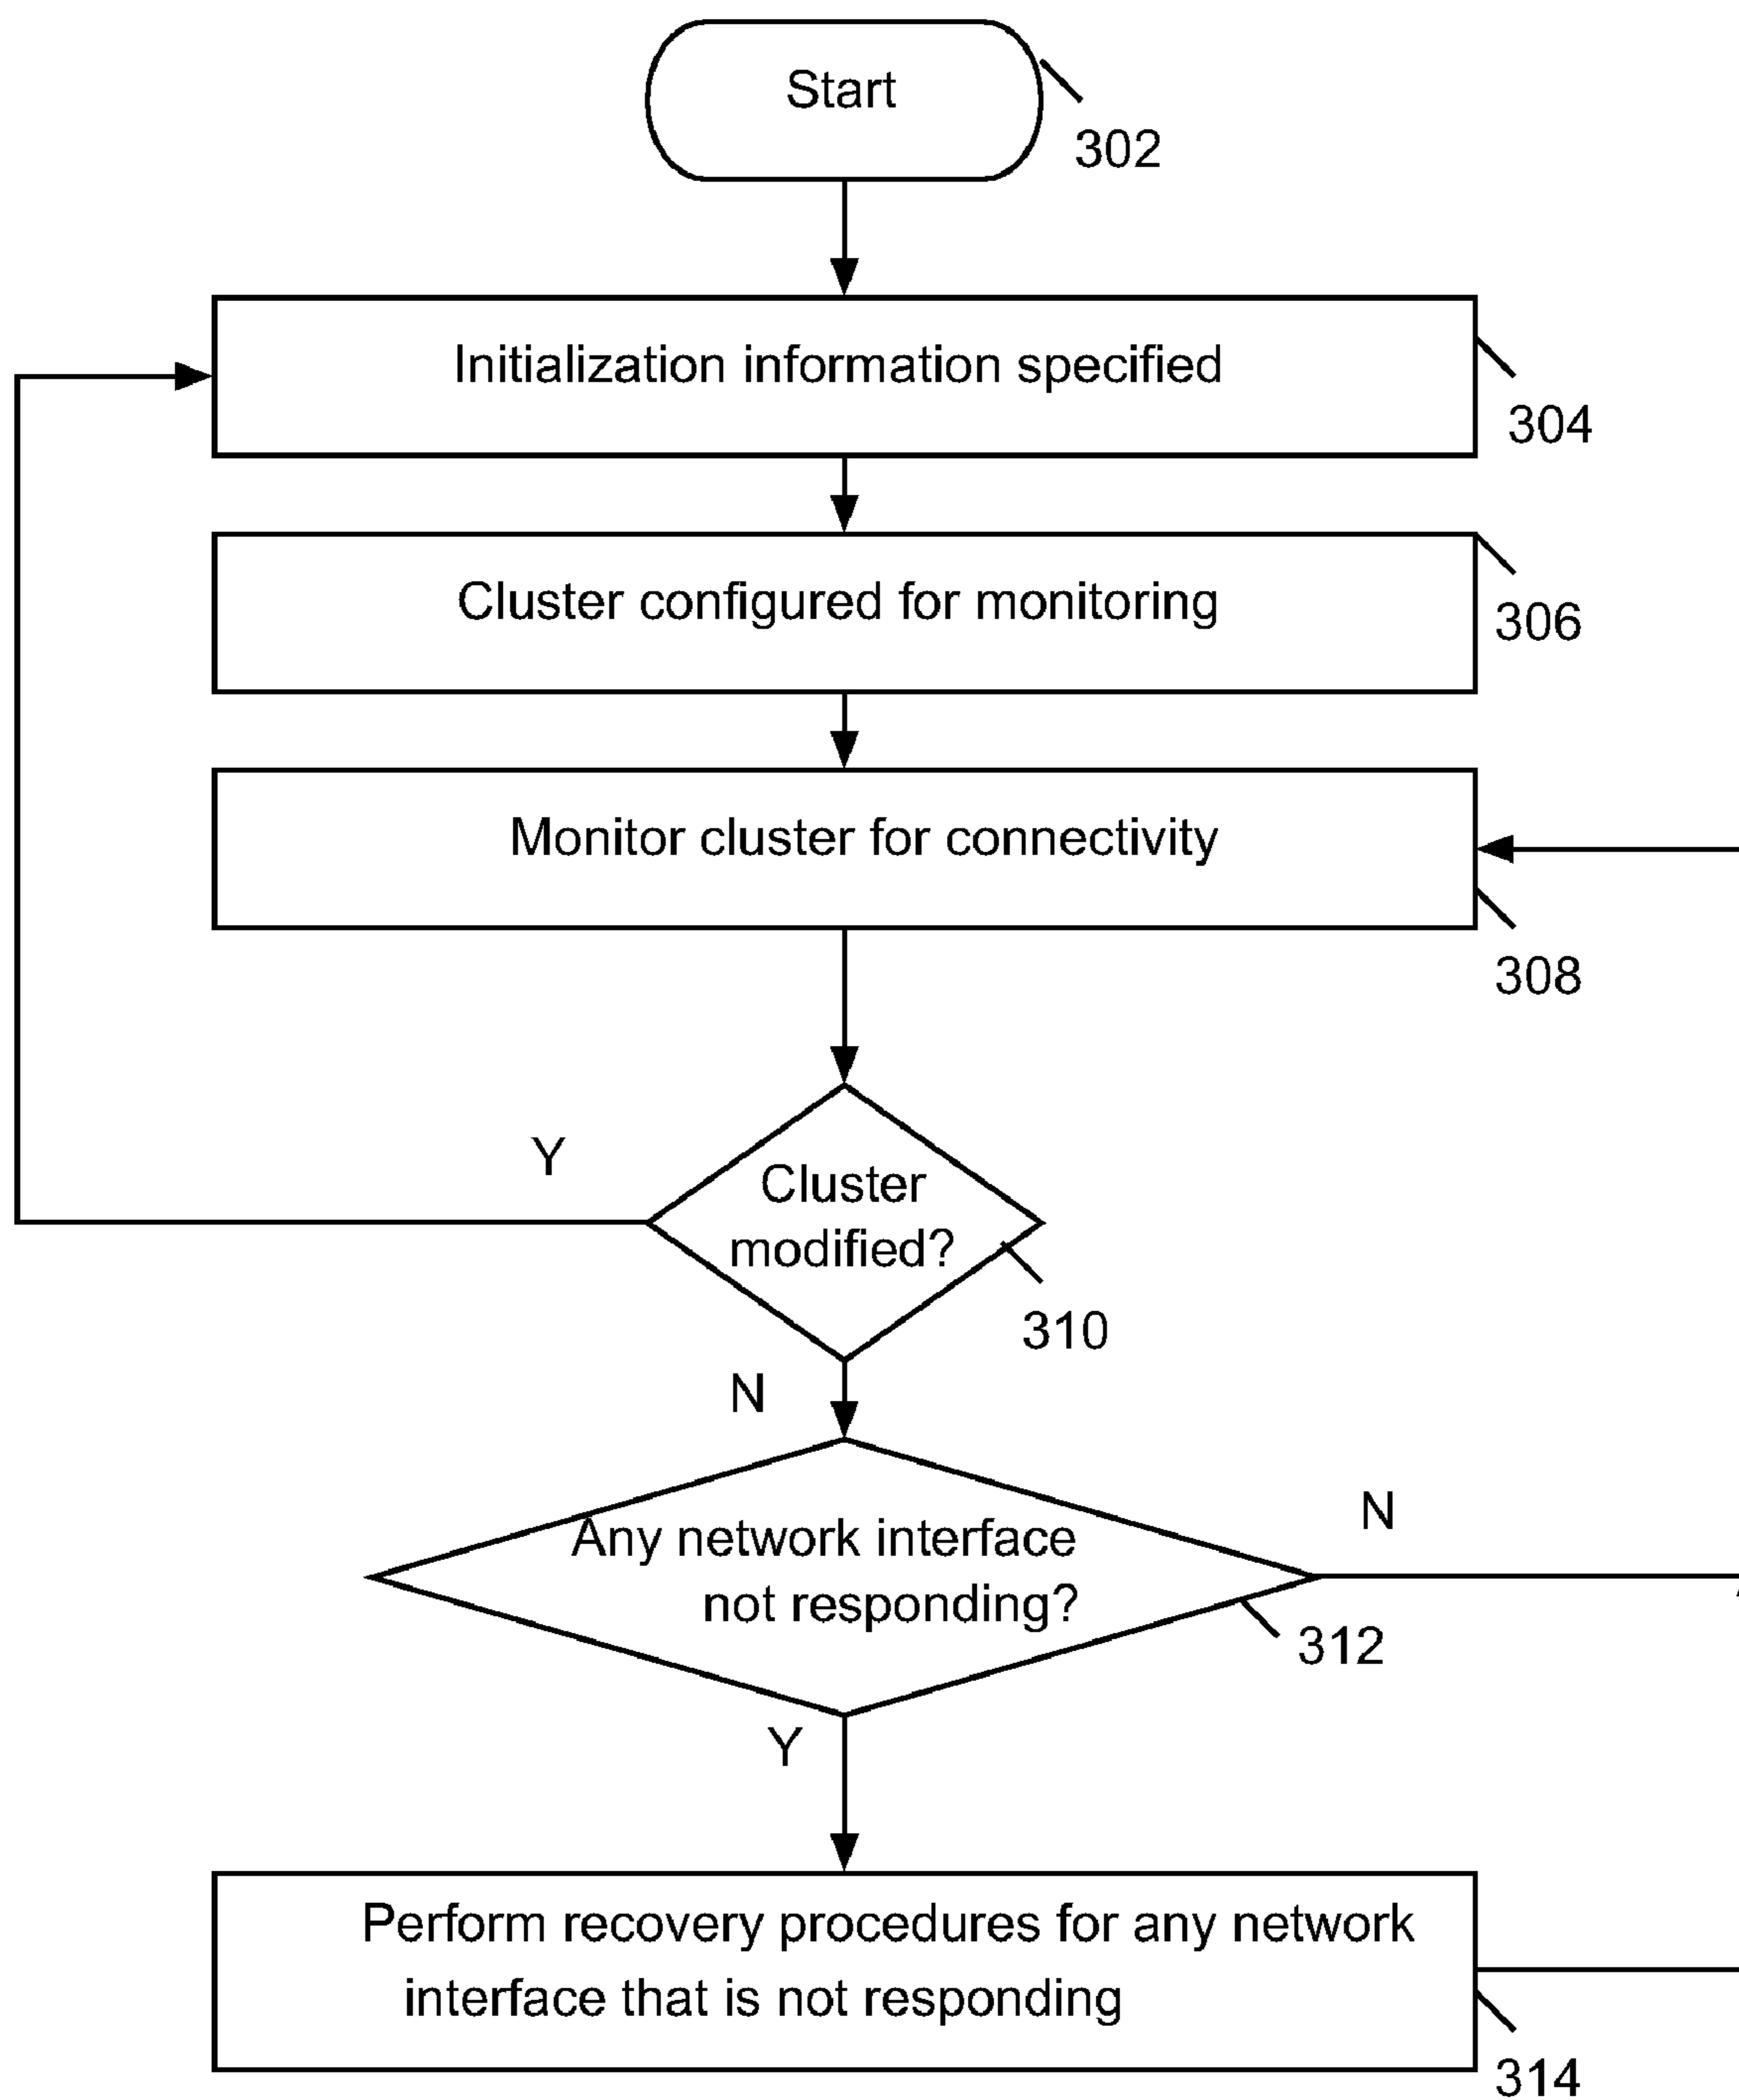 Start
302
Initialization information specified
304
Cluster configured for monitoring
306
Monitor cluster for connectivity
308
Y
Cluster
modified?
310
N
Any network interface
not responding?
N
312
Y
Perform recovery procedures for any network
interface that is not responding
314